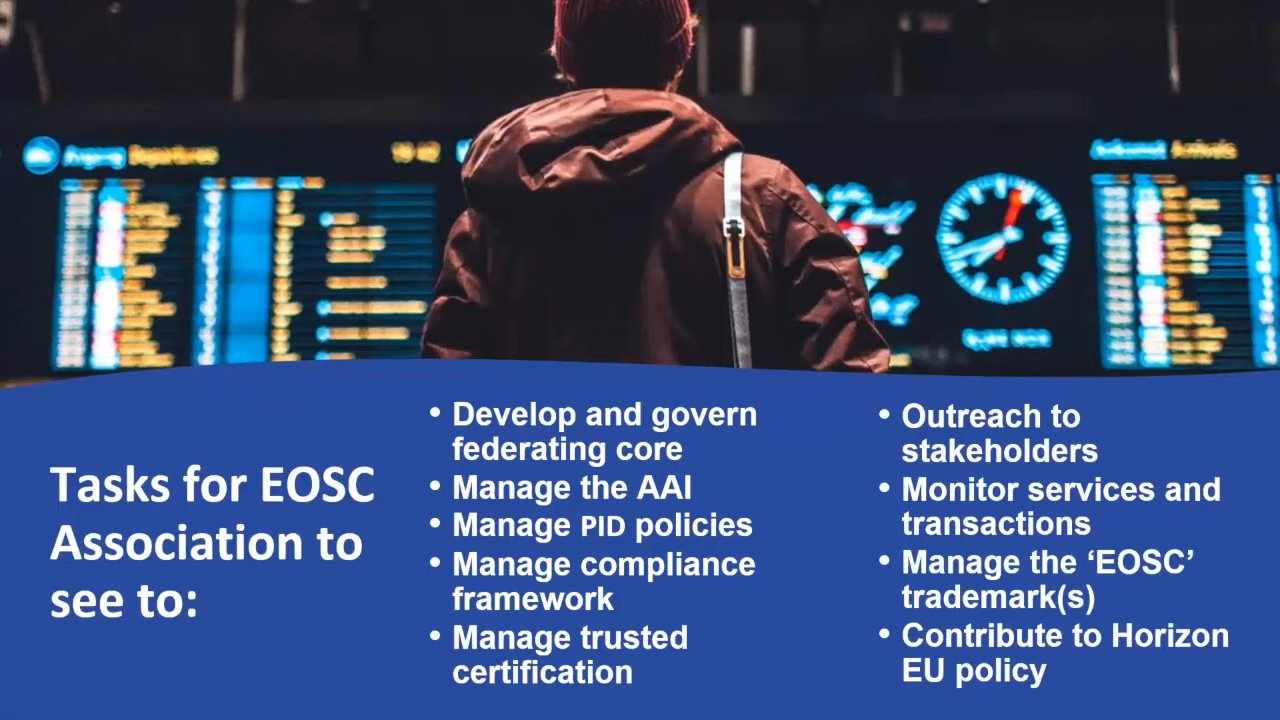 Departures
Arrivals
Tasks for EOSC
Association to
see to:
• Develop and govern
federating core
• Manage the AAI
• Manage PID policies
• Manage compliance
framework
• Manage trusted
certification
• Outreach to
stakeholders
• Monitor services and
transactions
• Manage the ‘EOSC’
trademark(s)
• Contribute to Horizon
EU policy